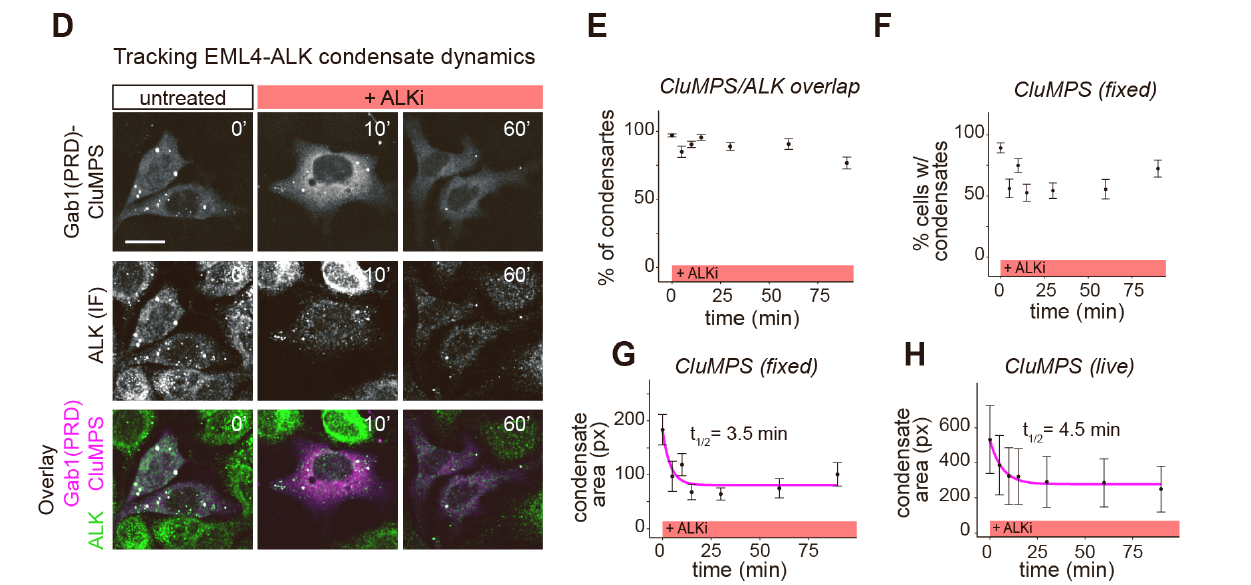 D
Tracking EML4-ALK condensate dynamics
untreated
+ ALKi
Gab1(PRD)-
CluMPS
0’
10’
60’
ALK (IF)
0’
10’
60’
Overlay
Gab1(PRD)
CluMPS
ALK
0’
10’
60’
E
CluMPS/ALK overlap
% of condensartes
100
50
0
+ ALKi
0
25
50
75
time (min)
F
CluMPS (fixed)
% cells w/
condensates
100
50
0
+ ALKi
0
25
50
75
time (min)
G
CluMPS (fixed)
condensate
area (px)
200
100
0
t1/2= 3.5 min
+ ALKi
0
25
50
75
time (min)
H
CluMPS (live)
condensate
area (px)
600
400
200
0
t1/2= 4.5 min
+ ALKi
0
25
50
75
time (min)